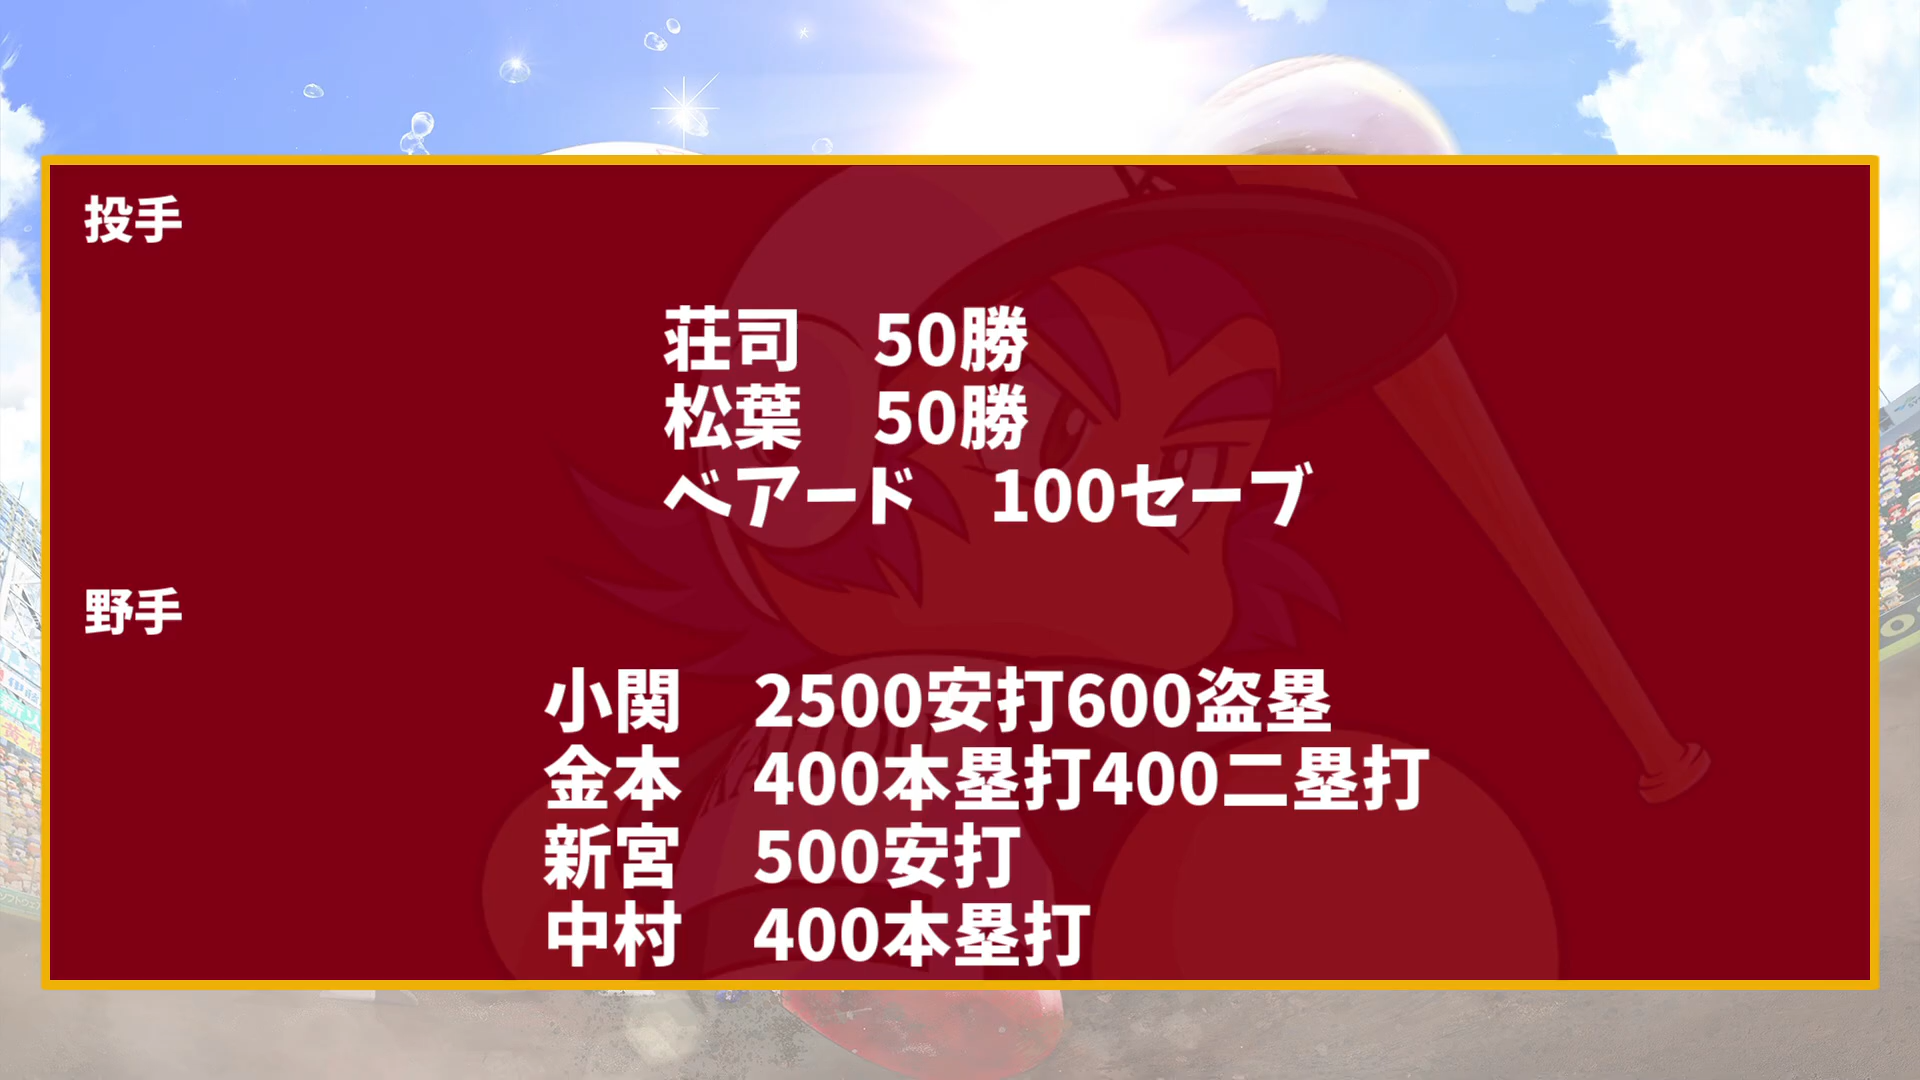 投手
荘司　50勝
松葉　50勝
ベアード　100セーブ
野手
小関　2500安打600盗塁
金本　400本塁打400二塁打
新宮　500安打
中村　400本塁打